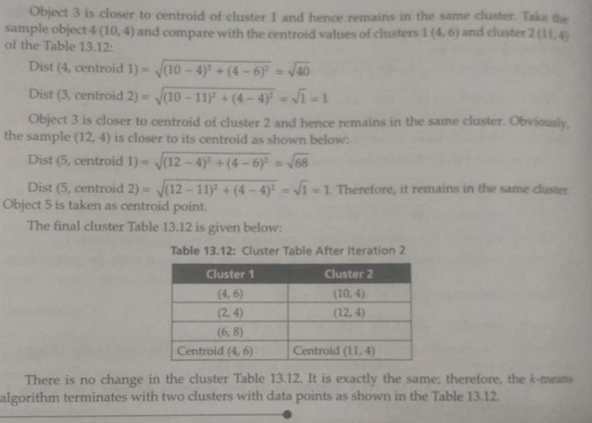 Object 3 is closer to centroid of cluster 1 and hence remains in the same cluster. Take the
sample object 4 (10, 4) and compare with the centroid values of clusters 1 (4, 6) and cluster 2 (11, 4)
of the Table 13.12:
Dist (4, centroid 1) = √(10 – 4)² + (4 – 6)² = √40
Dist (3, centroid 2) = √(10 – 11)² + (4 – 4)² = √1 = 1
Object 3 is closer to centroid of cluster 2 and hence remains in the same cluster. Obviously,
the sample (12, 4) is closer to its centroid as shown below:
Dist (5, centroid 1) = √(12 – 4)² + (4 – 6)² = √68
Dist (5, centroid 2) = √(12 – 11)² + (4 – 4)² = √1 = 1. Therefore, it remains in the same cluster
Object 5 is taken as centroid point.
The final cluster Table 13.12 is given below:
Table 13.12: Cluster Table After Iteration 2
Cluster 1 Cluster 2
(4, 6) (10, 4)
(2, 4) (12, 4)
(6, 8)
Centroid (4, 6) Centroid (11, 4)
There is no change in the cluster Table 13.12. It is exactly the same; therefore, the k-means
algorithm terminates with two clusters with data points as shown in the Table 13.12.